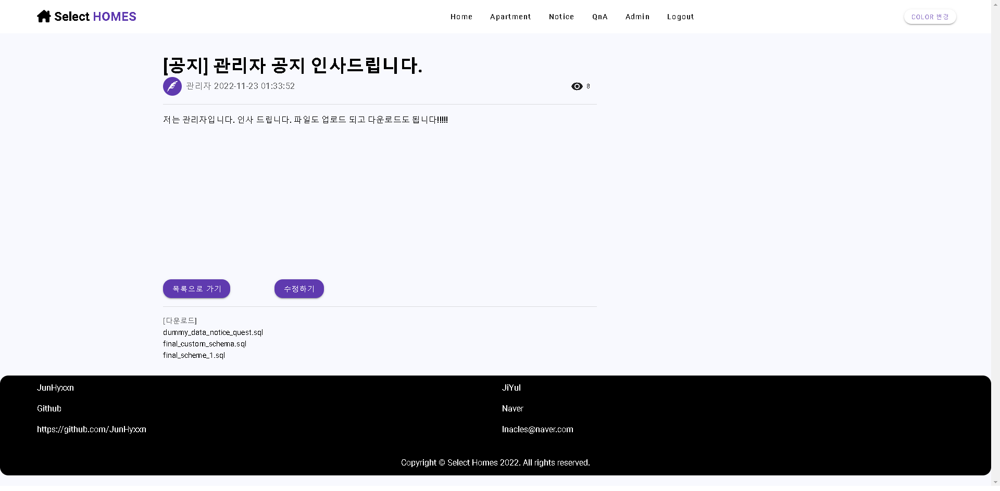 Select HOMES
Home Apartment Notice QnA Admin Logout
COLOR 변경
[공지] 관리자 공지 인사드립니다.
관리자 2022-11-23 01:33:52
8
저는 관리자입니다. 인사 드립니다. 파일도 업로드 되고 다운로드도 됩니다!!!!!
목록으로 가기 수정하기
[다운로드]
dummy_data_notice_quest.sql
final_custom_schema.sql
final_scheme_1.sql
JunHyxxn
Github
https://github.com/JunHyxxn
JiYul
Naver
lnacles@naver.com
Copyright © Select Homes 2022. All rights reserved.